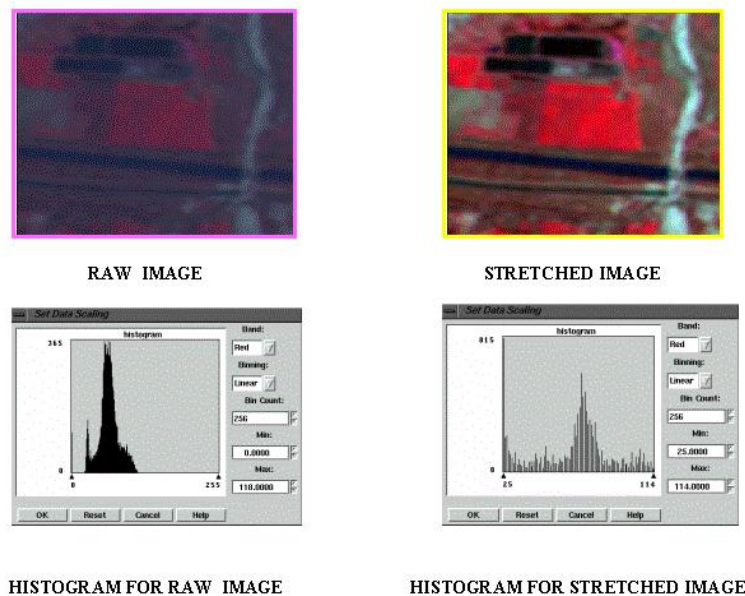 RAW IMAGE
STRETCHED IMAGE
Set Data Scaling
histogram
365
0
0
255
Band:
Red
Binning:
Linear
Bin Count:
256
Min:
0.0000
Max:
118.0000
OK Reset Cancel Help
Set Data Scaling
histogram
815
0
25
114
Band:
Red
Binning:
Linear
Bin Count:
256
Min:
25.0000
Max:
114.0000
OK Reset Cancel Help
HISTOGRAM FOR RAW IMAGE
HISTOGRAM FOR STRETCHED IMAGE